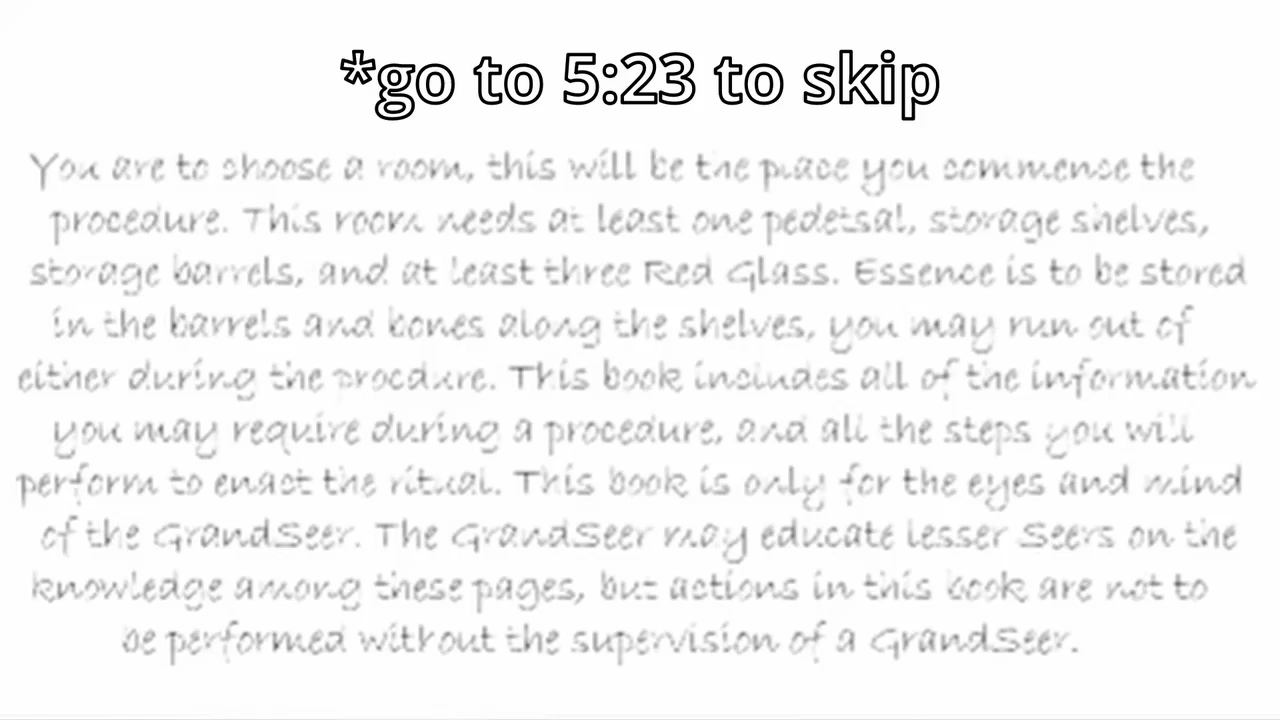 *go to 5:23 to skip
You are to choose a room, this will be the place you commence the
procedure. This room needs at least one pedetsal, storage shelves,
storage barrels, and at least three Red Glass. Essence is to be stored
in the barrels and bones along the shelves, you may run out of
either during the procdure. This book includes all of the information
you may require during a procedure, and all the steps you will
perform to enact the ritual. This book is only for the eyes and mind
of the GrandSeer. The GrandSeer may educate lesser Seers on the
knowledge among these pages, but actions in this book are not to
be performed without the supervision of a GrandSeer.